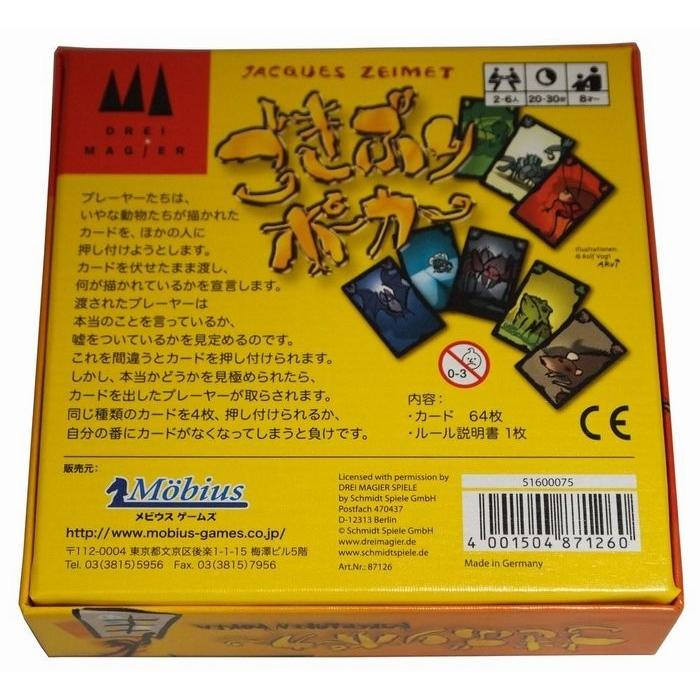 JACQUES ZEIMET
DREI
MAGIER
ごきぶり
ポーカー
2-6人
20-30分
8才〜
プレーヤーたちは、
いやな動物たちが描かれた
カードを、ほかの人に
押し付けようとします。
カードを伏せたまま渡し、
何が描かれているかを宣言します。
渡されたプレーヤーは
本当のことを言っているか、
嘘をついているかを見定めるのです。
これを間違うとカードを押し付けられます。
しかし、本当かどうかを見極められたら、
カードを出したプレーヤーが取らされます。
同じ種類のカードを4枚、押し付けられるか、
自分の番にカードがなくなってしまうと負けです。
Illustrationen:
© Rolf Vogt
ARVi
0-3
内容:
・カード 64枚
・ルール説明書 1枚
CE
販売元:
Möbius
メビウス ゲームズ
http://www.mobius-games.co.jp/
〒112-0004 東京都文京区後楽1-1-15 梅澤ビル5階
Tel. 03(3815)5956 Fax. 03(3815)7956
Licensed with permission by
DREI MAGIER SPIELE
by Schmidt Spiele GmbH
Postfach 470437
D-12313 Berlin
© Schmidt Spiele GmbH
www.dreimagier.de
www.schmidtspiele.de
Art.Nr.: 87126
51600075
4 001504 871260
Made in Germany
ごきぶりポーカー
KAKERLAKEN POKER